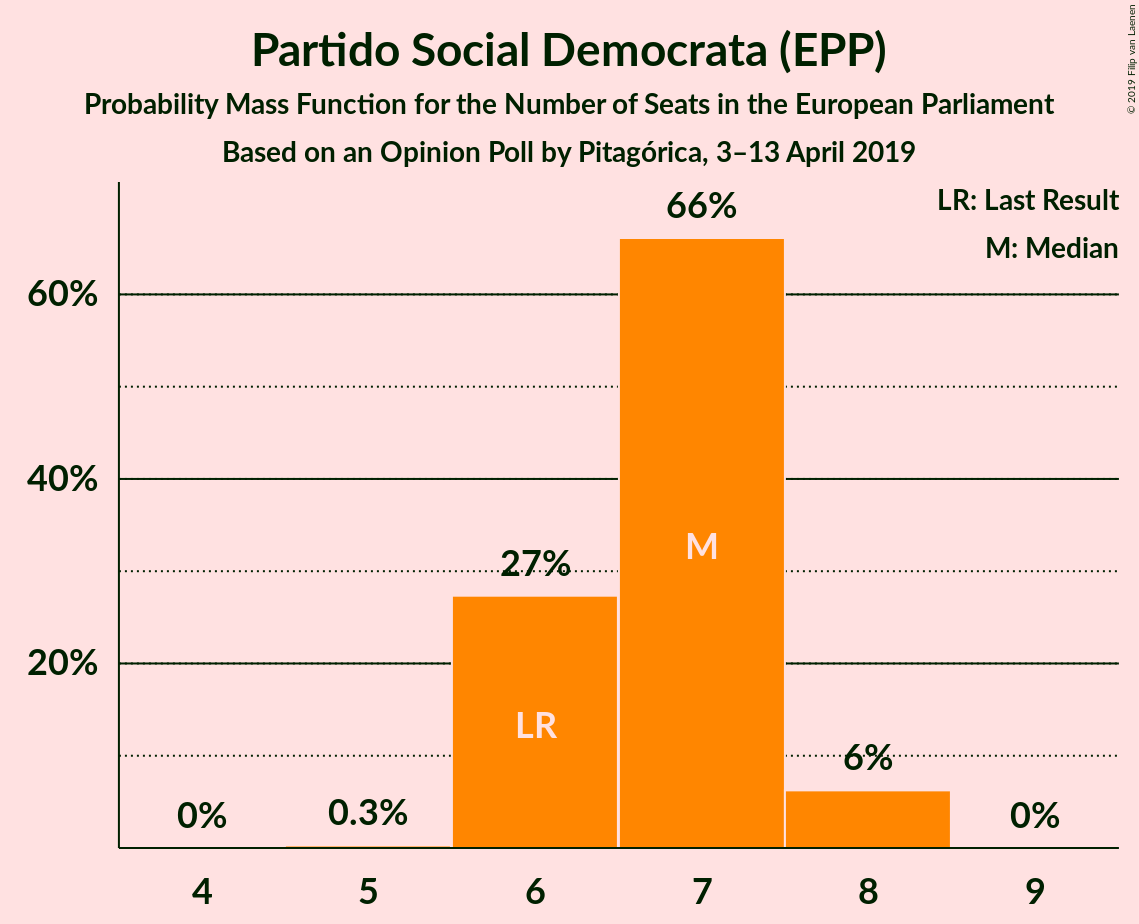 Partido Social Democrata (EPP)
Probability Mass Function for the Number of Seats in the European Parliament
Based on an Opinion Poll by Pitagórica, 3–13 April 2019
© 2019 Filip van Laenen
LR: Last Result
M: Median
66%
60%
M
40%
27%
20%
LR
6%
0%
0.3%
0%
4 5 6 7 8 9